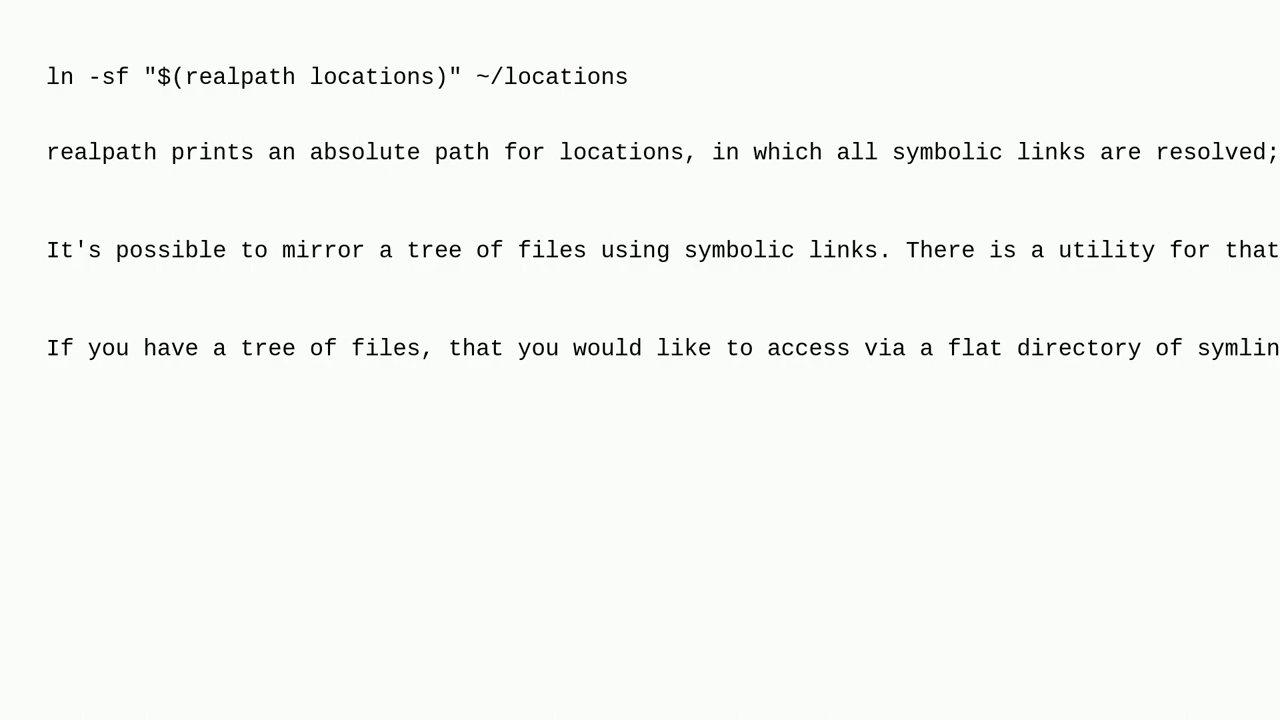 ln -sf "$(realpath locations)" ~/locations
realpath prints an absolute path for locations, in which all symbolic links are resolved;
It's possible to mirror a tree of files using symbolic links. There is a utility for that
If you have a tree of files, that you would like to access via a flat directory of symlin